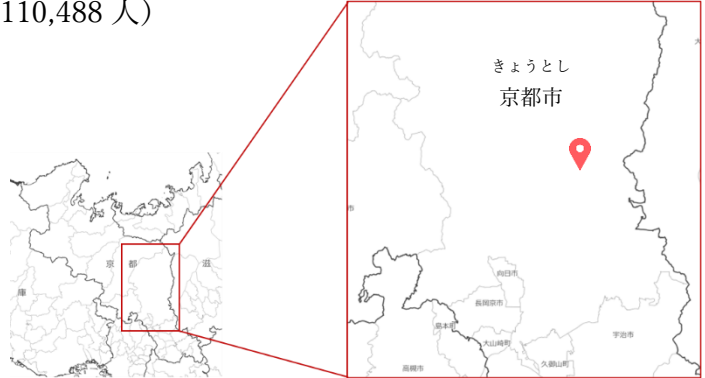 110,488 人）
きょうとし
京都市
京 都
滋
庫
市
向日市
長岡京市
島本町
大山崎町
宇治市
久御山町
高槻市